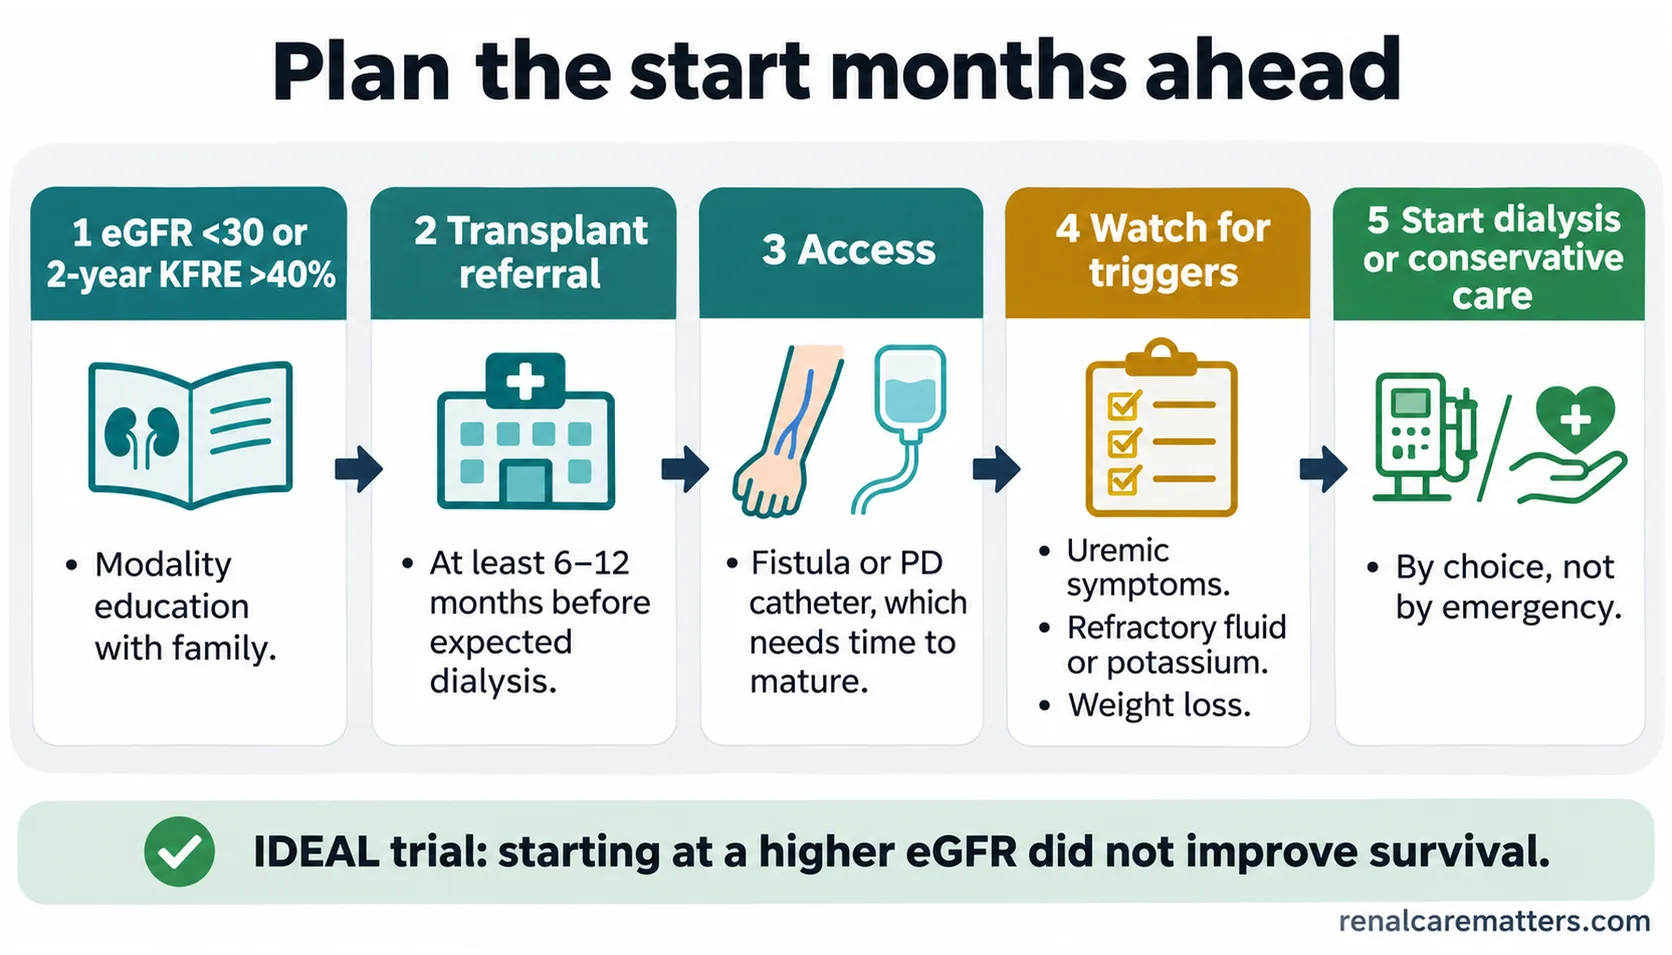 Plan the start months ahead
1 eGFR <30 or
2-year KFRE >40%
• Modality
education
with family.
2 Transplant
referral
• At least 6–12
months before
expected
dialysis.
3 Access
• Fistula or PD
catheter, which
needs time to
mature.
4 Watch for
triggers
• Uremic
symptoms.
• Refractory fluid
or potassium.
• Weight loss.
5 Start dialysis
or conservative
care
• By choice, not
by emergency.
IDEAL trial: starting at a higher eGFR did not improve survival.
renalcarematters.com